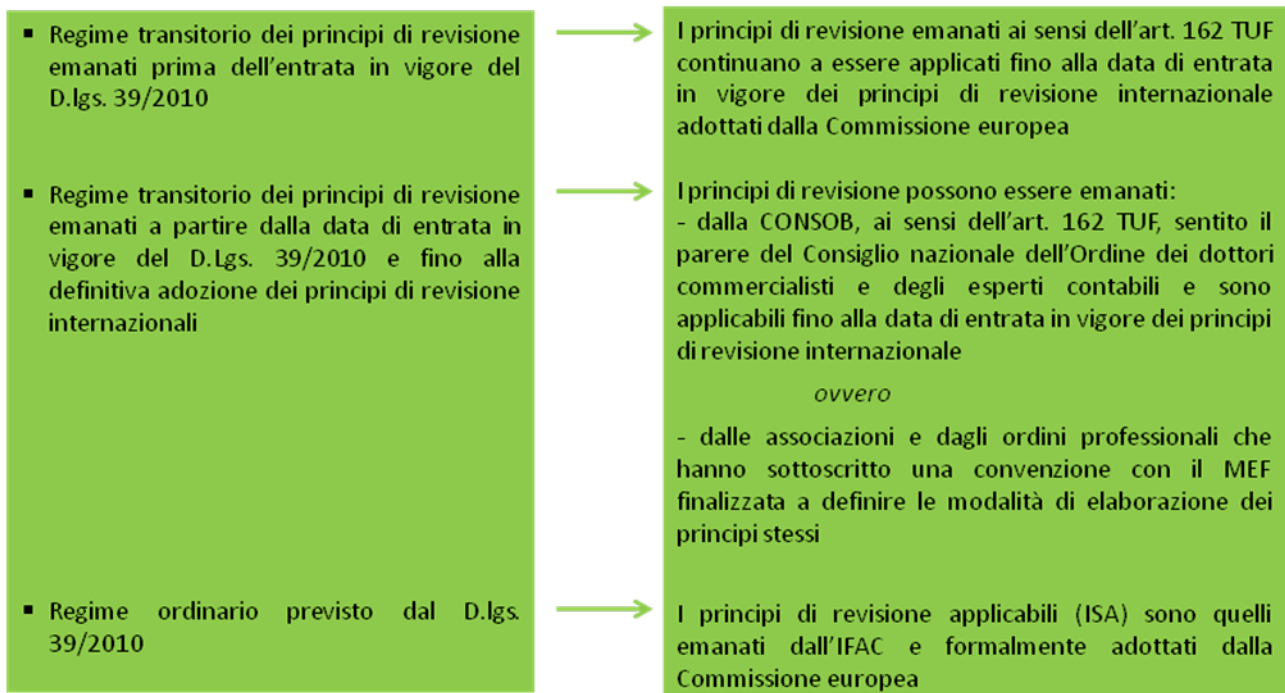 ▪ Regime transitorio dei principi di revisione
emanati prima dell'entrata in vigore del
D.lgs. 39/2010
I principi di revisione emanati ai sensi dell'art. 162 TUF
continuano a essere applicati fino alla data di entrata
in vigore dei principi di revisione internazionale
adottati dalla Commissione europea
▪ Regime transitorio dei principi di revisione
emanati a partire dalla data di entrata in
vigore del D.Lgs. 39/2010 e fino alla
definitiva adozione dei principi di revisione
internazionali
I principi di revisione possono essere emanati:
- dalla CONSOB, ai sensi dell'art. 162 TUF, sentito il
parere del Consiglio nazionale dell'Ordine dei dottori
commercialisti e degli esperti contabili e sono
applicabili fino alla data di entrata in vigore dei principi
di revisione internazionale
ovvero
- dalle associazioni e dagli ordini professionali che
hanno sottoscritto una convenzione con il MEF
finalizzata a definire le modalità di elaborazione dei
principi stessi
▪ Regime ordinario previsto dal D.lgs.
39/2010
I principi di revisione applicabili (ISA) sono quelli
emanati dall'IFAC e formalmente adottati dalla
Commissione europea